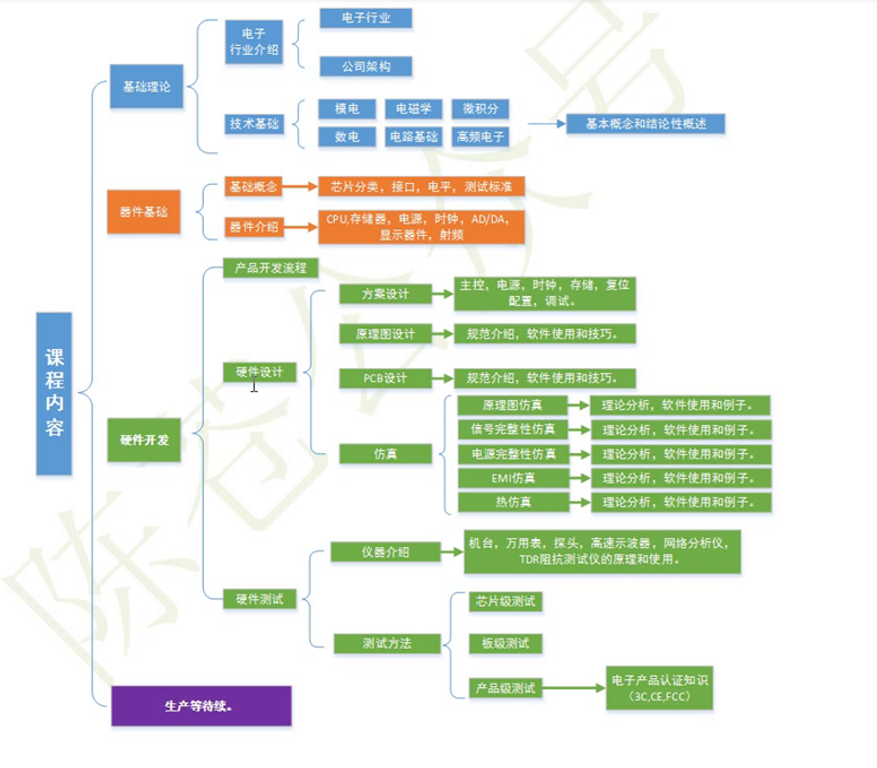 电子行业
电子
行业介绍
公司架构
基础理论
模电
电磁学
微积分
技术基础
基本概念和结论性概述
数电
电路基础
高频电子
基础概念
芯片分类，接口，电平，测试标准
器件基础
器件介绍
CPU,存储器，电源，时钟，AD/DA，
显示器件，射频
产品开发流程
方案设计
主控，电源，时钟，存储，复位
配置，调试。
原理图设计
规范介绍，软件使用和技巧。
课程内容
硬件设计
PCB设计
规范介绍，软件使用和技巧。
原理图仿真
理论分析，软件使用和例子。
信号完整性仿真
理论分析，软件使用和例子。
硬件开发
仿真
电源完整性仿真
理论分析，软件使用和例子。
EMI仿真
理论分析，软件使用和例子。
热仿真
理论分析，软件使用和例子。
仪器介绍
机台，万用表，探头，高速示波器，网络分析仪，
TDR阻抗测试仪的原理和使用。
硬件测试
芯片级测试
测试方法
板级测试
产品级测试
电子产品认证知识
（3C,CE,FCC）
生产等待续。
陈苍公众号